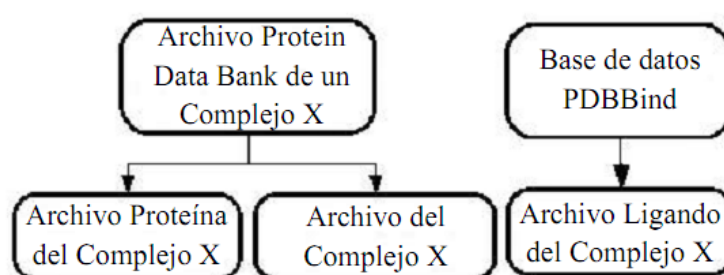 Archivo Protein
Data Bank de un
Complejo X
Base de datos
PDBBind
Archivo Proteína
del Complejo X
Archivo del
Complejo X
Archivo Ligando
del Complejo X